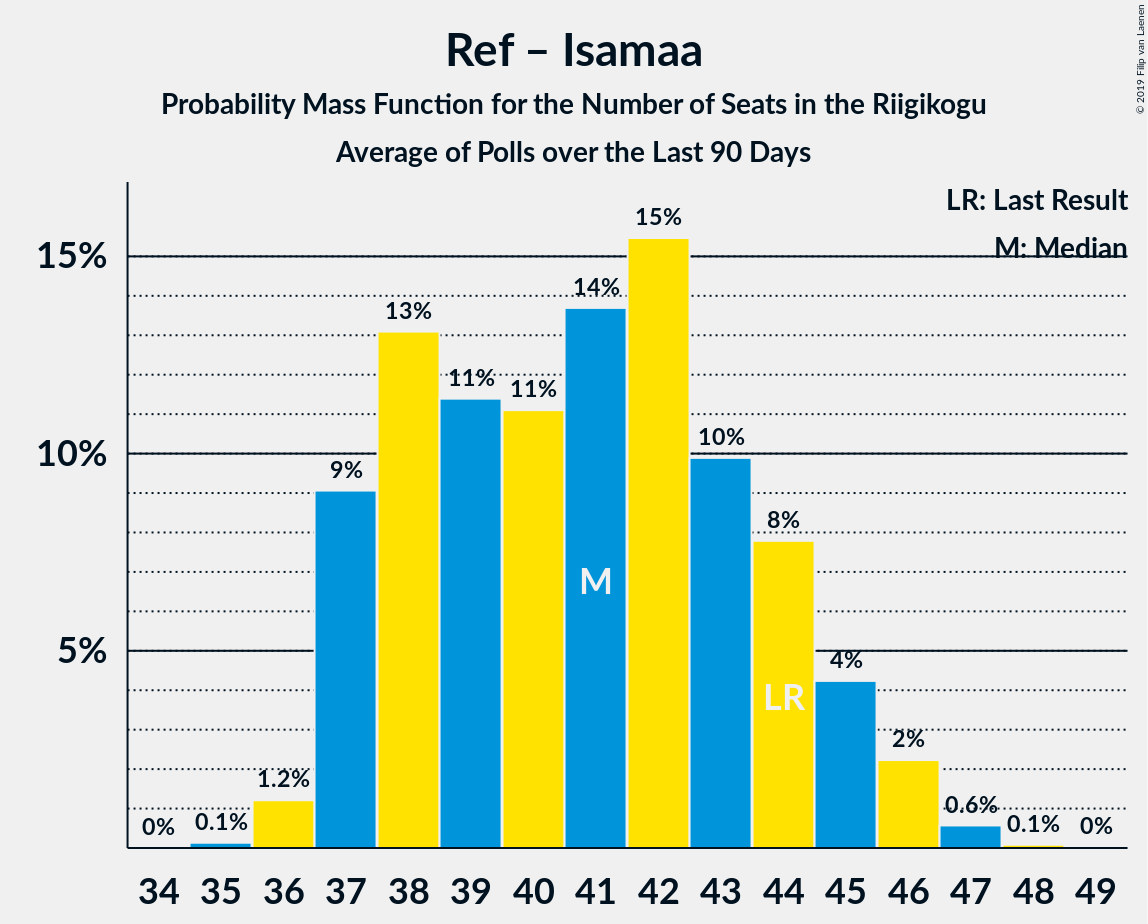 Ref – Isamaa
Probability Mass Function for the Number of Seats in the Riigikogu
Average of Polls over the Last 90 Days
© 2019 Filip van Laenen
LR: Last Result
M: Median
15%
10%
5%
0%
0.1%
1.2%
9%
13%
11%
11%
14%
15%
10%
8%
4%
2%
0.6%
0.1%
0%
M
LR
34 35 36 37 38 39 40 41 42 43 44 45 46 47 48 49